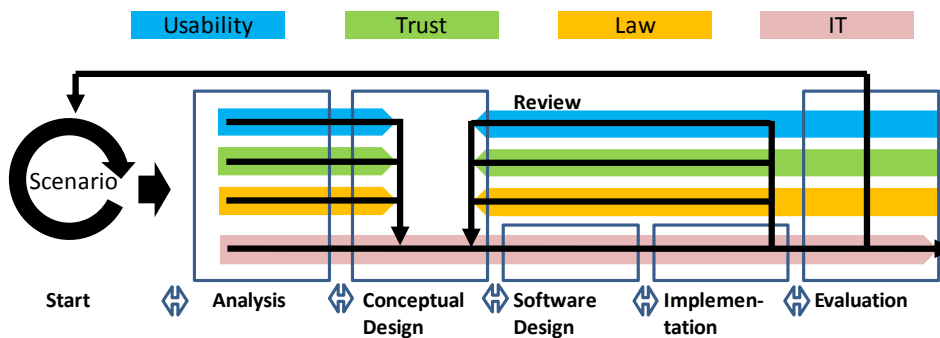 Usability
Trust
Law
IT
Review
Scenario
Start
Analysis
Conceptual
Design
Software
Design
Implemen-
tation
Evaluation